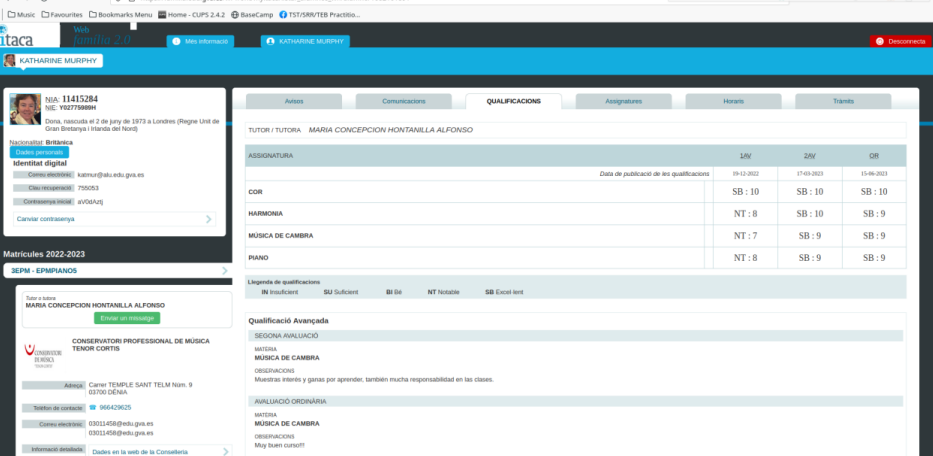 Music Favourites Bookmarks Menu Home - CUPS 2.4.2 BaseCamp TST/SRR/TEB Practitio...
itaca
Web
família 2.0
Més informació
KATHARINE MURPHY
Desconnecta
KATHARINE MURPHY
NIA: 11415284
NIE: Y02775989H
Dona, nascuda el 2 de juny de 1973 a Londres (Regne Unit de
Gran Bretanya i Irlanda del Nord)
Nacionalitat: Britànica
Dades personals
Identitat digital
Correu electrònic katmur@alu.edu.gva.es
Clau recuperació 755053
Contrasenya inicial aV0dAztj
Canviar contrasenya
Matrícules 2022-2023
3EPM - EPMPIANO5
Tutor o tutora
MARIA CONCEPCION HONTANILLA ALFONSO
Enviar un missatge
CONSERVATORI
DE MÚSICA
CONSERVATORI PROFESSIONAL DE MÚSICA
TENOR CORTIS
Adreça Carrer TEMPLE SANT TELM Núm. 9
03700 DÉNIA
Telèfon de contacte 966429625
Correu electrònic 03011458@edu.gva.es
03011458@edu.gva.es
Informació detallada Dades en la web de la Conselleria
Avisos Comunicacions QUALIFICACIONS Assignatures Horaris Tràmits
TUTOR / TUTORA MARIA CONCEPCION HONTANILLA ALFONSO
ASSIGNATURA 1AV 2AV OR
Data de publicació de les qualificacions 19-12-2022 17-03-2023 15-06-2023
COR SB : 10 SB : 10 SB : 10
HARMONIA NT : 8 SB : 10 SB : 9
MÚSICA DE CAMBRA NT : 7 SB : 9 SB : 9
PIANO NT : 8 SB : 9 SB : 9
Llegenda de qualificacions
IN Insuficient SU Suficient BI Bé NT Notable SB Excel·lent
Qualificació Avançada
SEGONA AVALUACIÓ
MATÈRIA
MÚSICA DE CAMBRA
OBSERVACIONS
Muestras interés y ganas por aprender, también mucha responsabilidad en las clases.
AVALUACIÓ ORDINÀRIA
MATÈRIA
MÚSICA DE CAMBRA
OBSERVACIONS
Muy buen curso!!!